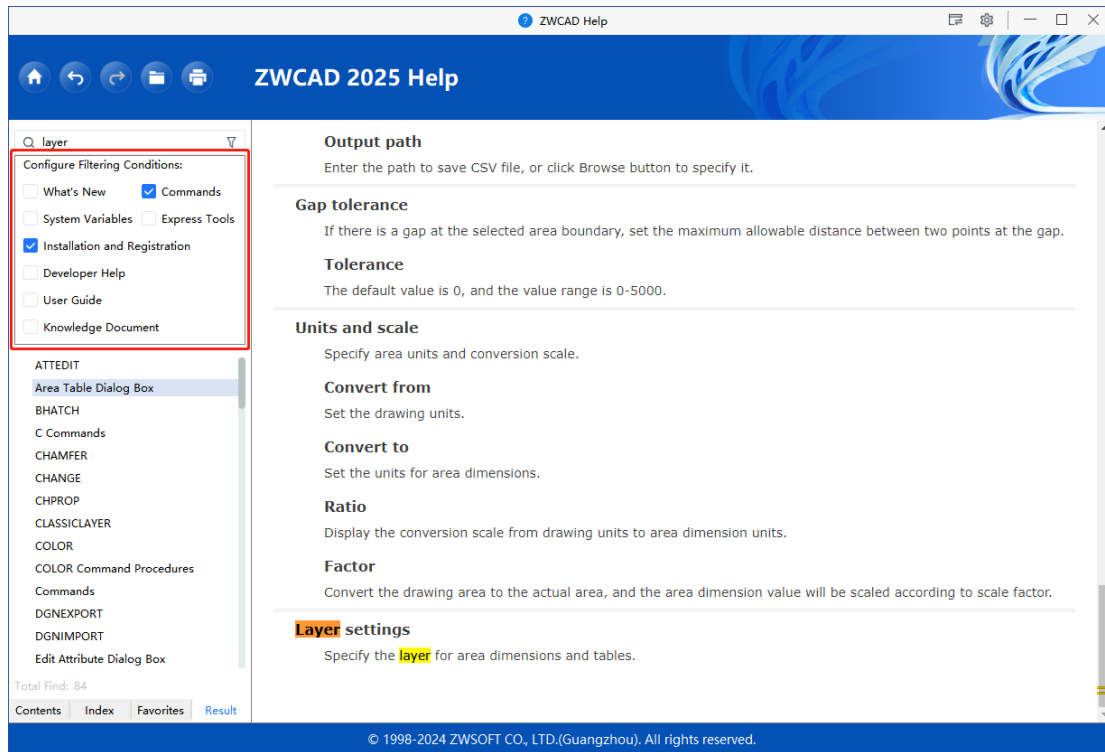 ZWCAD Help
ZWCAD 2025 Help
layer
Configure Filtering Conditions:
What's New
Commands
System Variables
Express Tools
Installation and Registration
Developer Help
User Guide
Knowledge Document
ATTEDIT
Area Table Dialog Box
BHATCH
C Commands
CHAMFER
CHANGE
CHPROP
CLASSICLAYER
COLOR
COLOR Command Procedures
Commands
DGNEXPORT
DGNIMPORT
Edit Attribute Dialog Box
Total Find: 84
Contents
Index
Favorites
Result
Output path
Enter the path to save CSV file, or click Browse button to specify it.
Gap tolerance
If there is a gap at the selected area boundary, set the maximum allowable distance between two points at the gap.
Tolerance
The default value is 0, and the value range is 0-5000.
Units and scale
Specify area units and conversion scale.
Convert from
Set the drawing units.
Convert to
Set the units for area dimensions.
Ratio
Display the conversion scale from drawing units to area dimension units.
Factor
Convert the drawing area to the actual area, and the area dimension value will be scaled according to scale factor.
Layer settings
Specify the layer for area dimensions and tables.
© 1998-2024 ZWSOFT CO., LTD.(Guangzhou). All rights reserved.